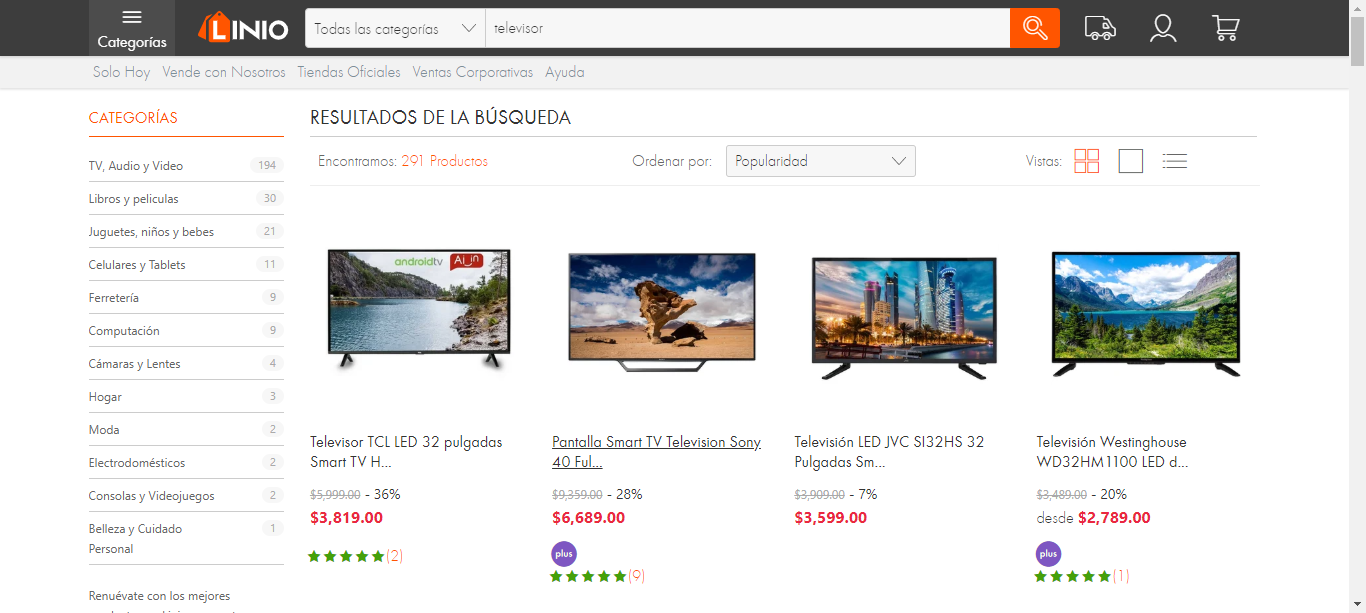 Categorías
LINIO
Todas las categorías
televisor
Solo Hoy
Vende con Nosotros
Tiendas Oficiales
Ventas Corporativas
Ayuda
CATEGORÍAS
TV, Audio y Video 194
Libros y peliculas 30
Juguetes, niños y bebes 21
Celulares y Tablets 11
Ferretería 9
Computación 9
Cámaras y Lentes 4
Hogar 3
Moda 2
Electrodomésticos 2
Consolas y Videojuegos 2
Belleza y Cuidado 1
Personal
Renuévate con los mejores
RESULTADOS DE LA BÚSQUEDA
Encontramos: 291 Productos
Ordenar por:
Popularidad
Vistas:
androidtv
Televisor TCL LED 32 pulgadas
Smart TV H...
$5,999.00 - 36%
$3,819.00
(2)
Pantalla Smart TV Television Sony
40 Ful...
$9,359.00 - 28%
$6,689.00
plus
(9)
Televisión LED JVC SI32HS 32
Pulgadas Sm...
$3,909.00 - 7%
$3,599.00
Televisión Westinghouse
WD32HM1100 LED d...
$3,489.00 - 20%
desde $2,789.00
plus
(1)